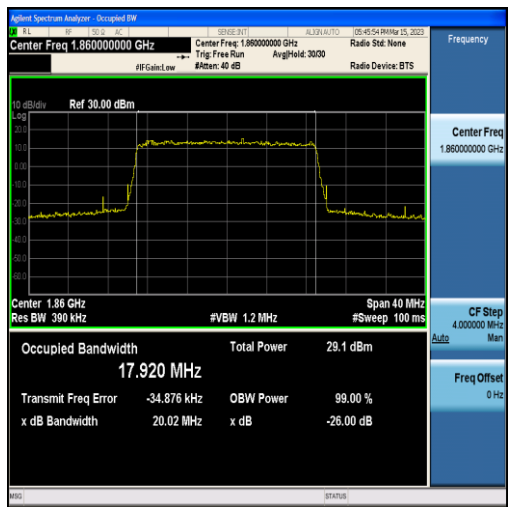 Agilent Spectrum Analyzer - Occupied BW
RL RF 50 Ω AC SENSE:INT ALIGN AUTO 05:45:54 PM Mar 15, 2023
Center Freq 1.860000000 GHz
Center Freq: 1.860000000 GHz
Radio Std: None
Trig: Free Run Avg|Hold: 30/30
#IFGain:Low #Atten: 40 dB Radio Device: BTS
Frequency
10 dB/div Ref 30.00 dBm
Log
20.0
10.0
0.00
-10.0
-20.0
-30.0
-40.0
-50.0
-60.0
Center Freq
1.860000000 GHz
Center 1.86 GHz Span 40 MHz
Res BW 390 kHz #VBW 1.2 MHz #Sweep 100 ms
CF Step
4.000000 MHz
Auto Man
Occupied Bandwidth Total Power 29.1 dBm
17.920 MHz
Transmit Freq Error -34.876 kHz OBW Power 99.00 %
x dB Bandwidth 20.02 MHz x dB -26.00 dB
Freq Offset
0 Hz
MSG STATUS